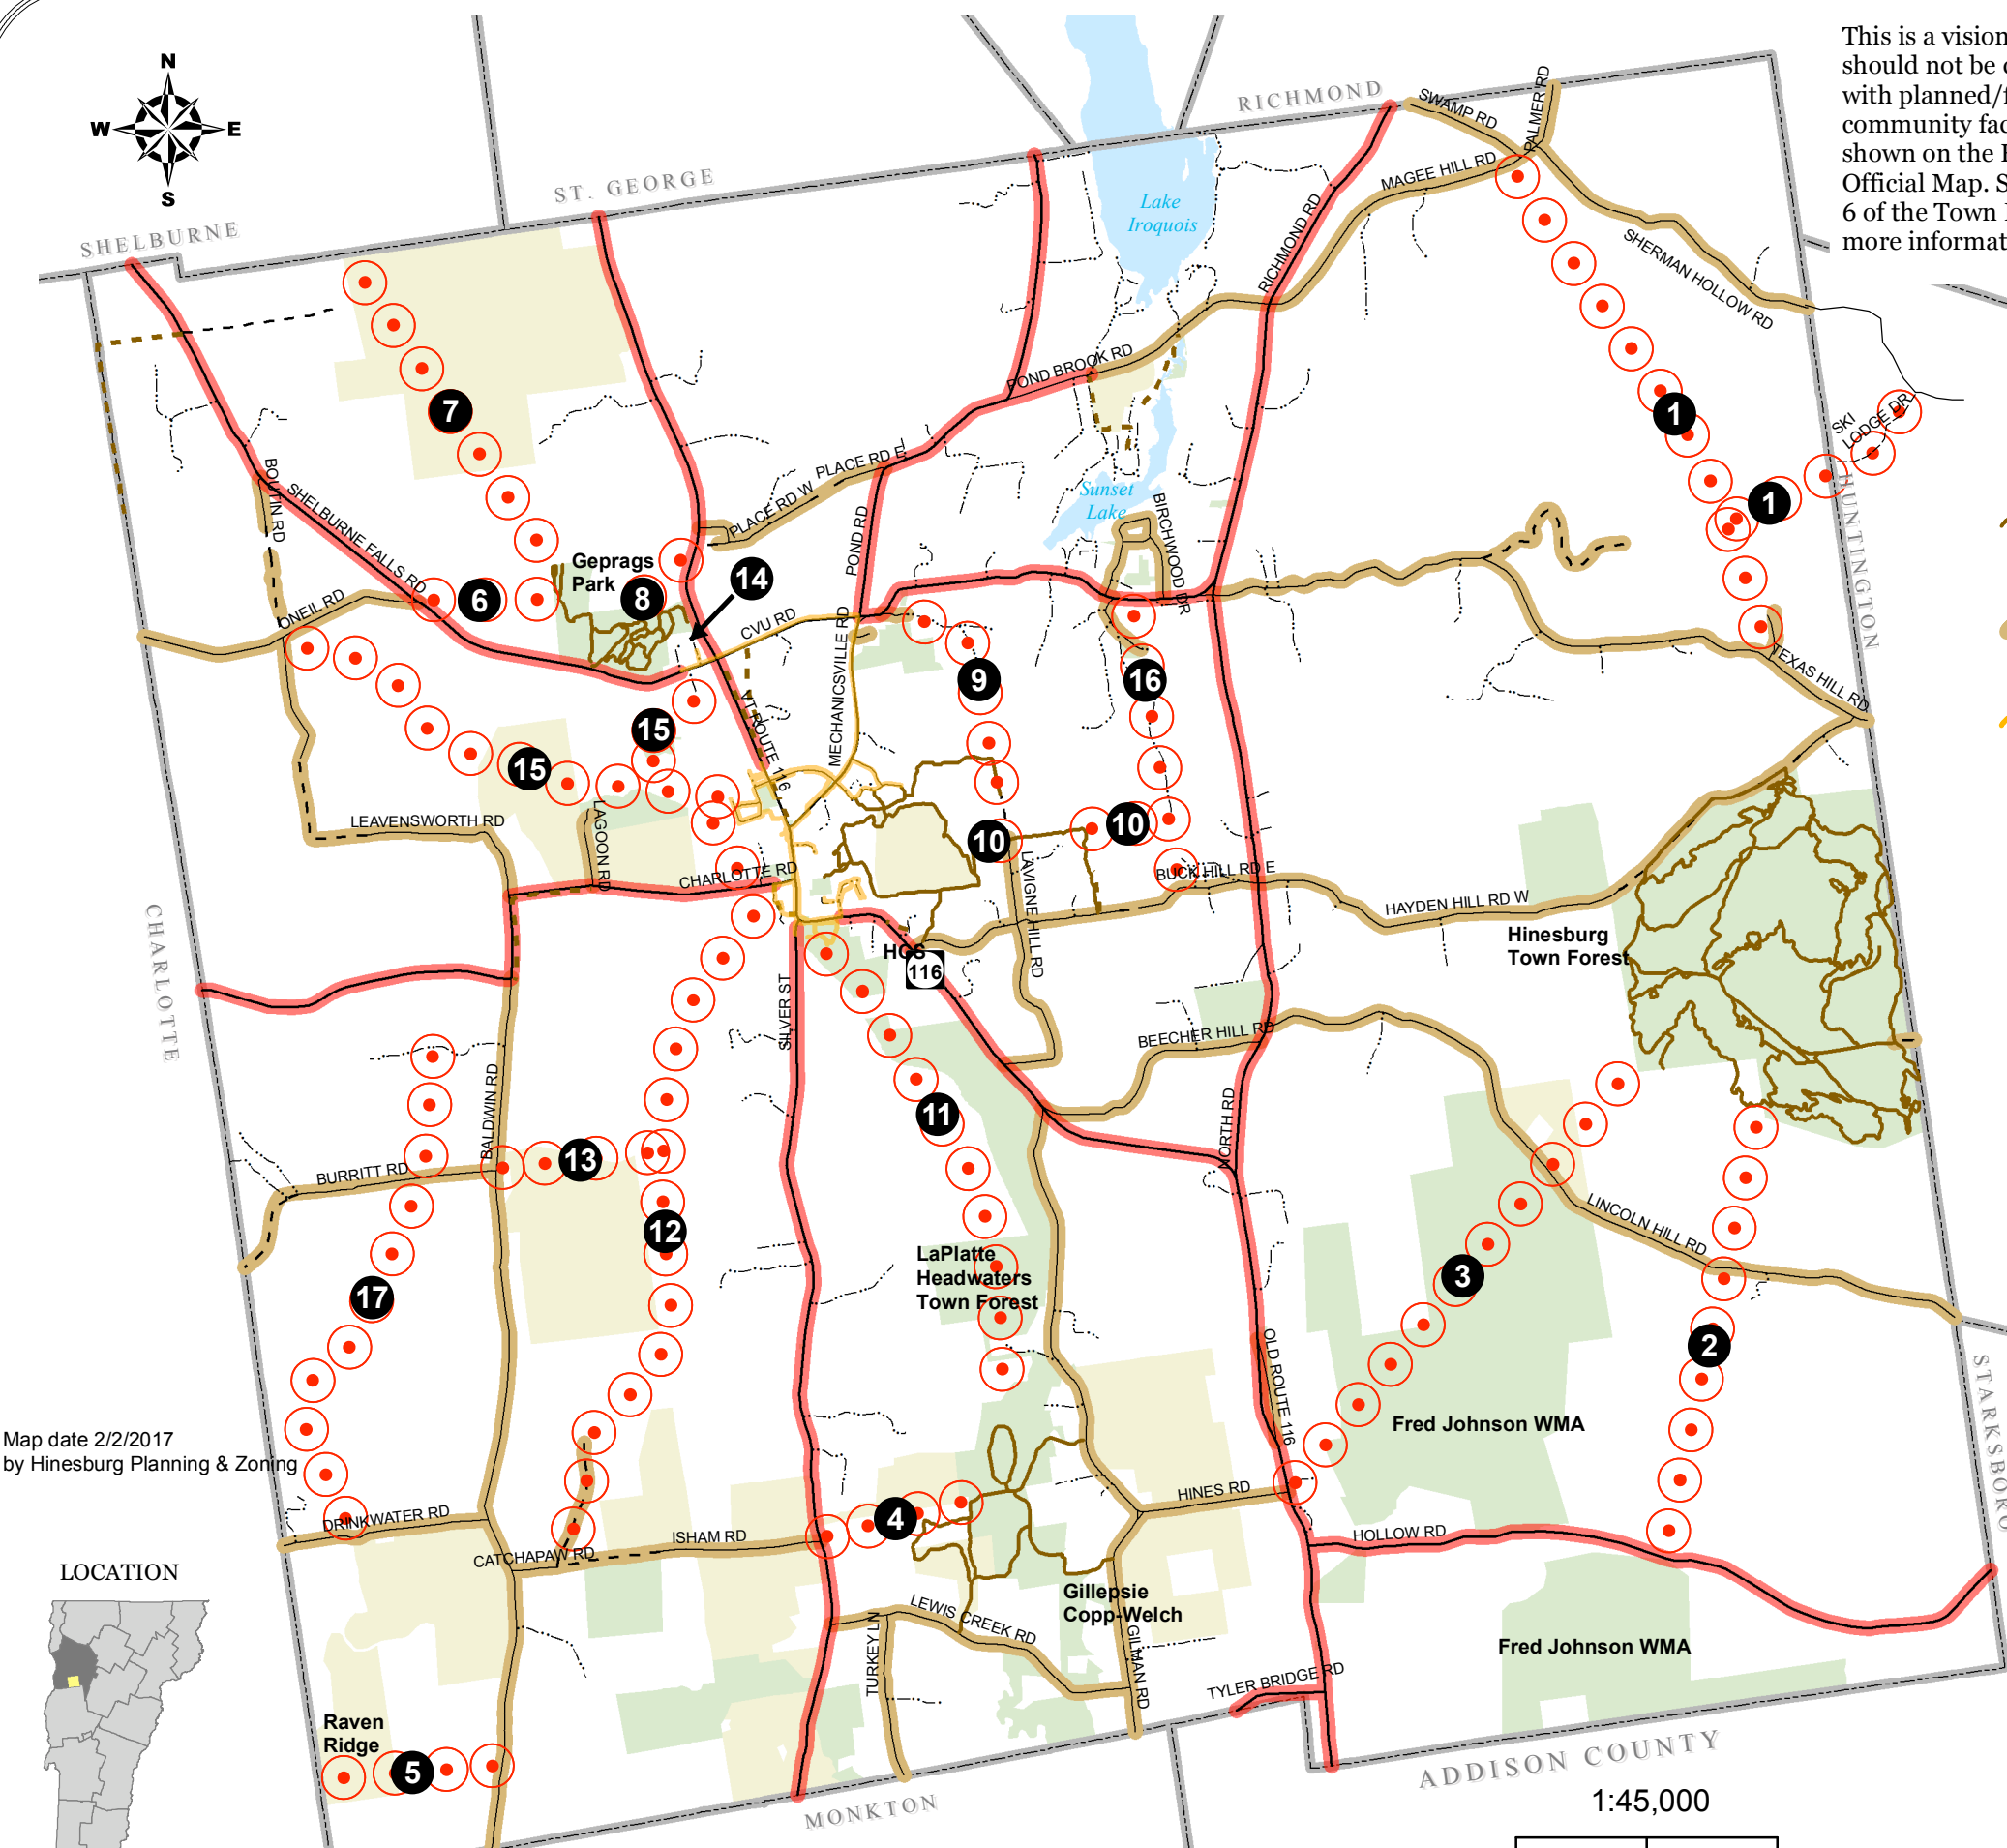 This is a vision
should not be
with planned/
community fac
shown on the
Official Map. S
6 of the Town
more informat
N
W
E
S
SHELBURNE
ST. GEORGE
RICHMOND
SWAMP RD
PALMER RD
MAGEE HILL RD
SHERMAN HOLLOW RD
RICHMOND RD
Lake
Iroquois
POND BROOK RD
7
1
SKI
LODGE DR
1
HUNTINGTON
BOUTIN RD
SHELBURNE FALLS RD
PLACE RD W
PLACE RD E
POND RD
Sunset
Lake
BIRCHWOOD DR
Geprags
Park
6
8
14
ONEIL RD
CVU RD
MECHANICSVILLE RD
9
16
TEXAS HILL RD
15
15
VT ROUTE 116
LEAVENSWORTH RD
LAGOON RD
10
10
LAVIGNE HILL RD
BUCK HILL RD E
CHARLOTTE RD
HAYDEN HILL RD W
Hinesburg
Town Forest
CHARLOTTE
HCS
116
SILVER ST
BEECHER HILL RD
BALDWIN RD
11
NORTH RD
BURRITT RD
13
12
LINCOLN HILL RD
LaPlatte
Headwaters
Town Forest
17
3
2
OLD ROUTE 116
STARKSBORO
Fred Johnson WMA
Map date 2/2/2017
by Hinesburg Planning & Zoning
DRINKWATER RD
4
HINES RD
HOLLOW RD
CATCHAPAW RD
ISHAM RD
LOCATION
Gillepsie
Copp-Welch
LEWIS CREEK RD
TURKEY LN
GILMAN RD
Fred Johnson WMA
TYLER BRIDGE RD
Raven
Ridge
5
MONKTON
ADDISON COUNTY
1:45,000